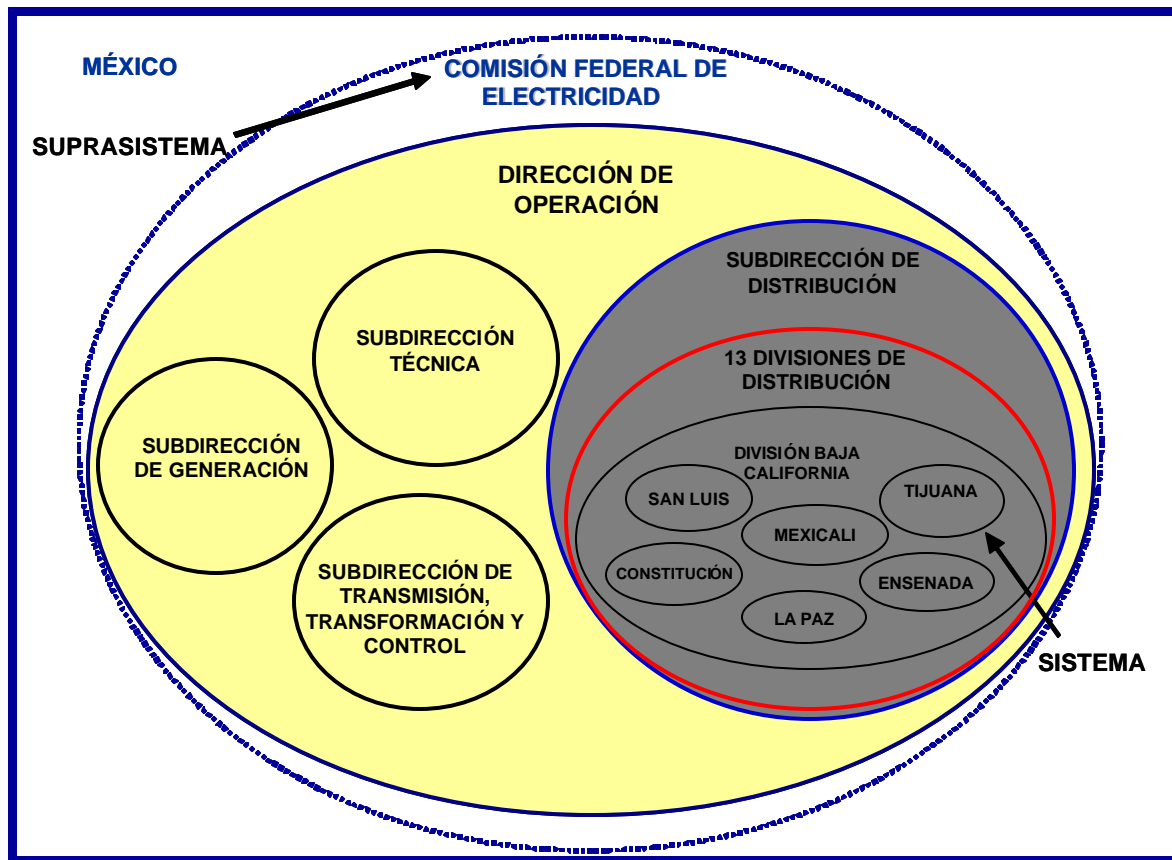 MÉXICO
COMISIÓN FEDERAL DE
ELECTRICIDAD
SUPRASISTEMA
DIRECCIÓN DE
OPERACIÓN
SUBDIRECCIÓN DE
DISTRIBUCIÓN
SUBDIRECCIÓN
TÉCNICA
13 DIVISIONES DE
DISTRIBUCIÓN
SUBDIRECCIÓN
DE GENERACIÓN
DIVISIÓN BAJA
CALIFORNIA
SAN LUIS
TIJUANA
MEXICALI
CONSTITUCIÓN
ENSENADA
LA PAZ
SUBDIRECCIÓN DE
TRANSMISIÓN,
TRANSFORMACIÓN Y
CONTROL
SISTEMA